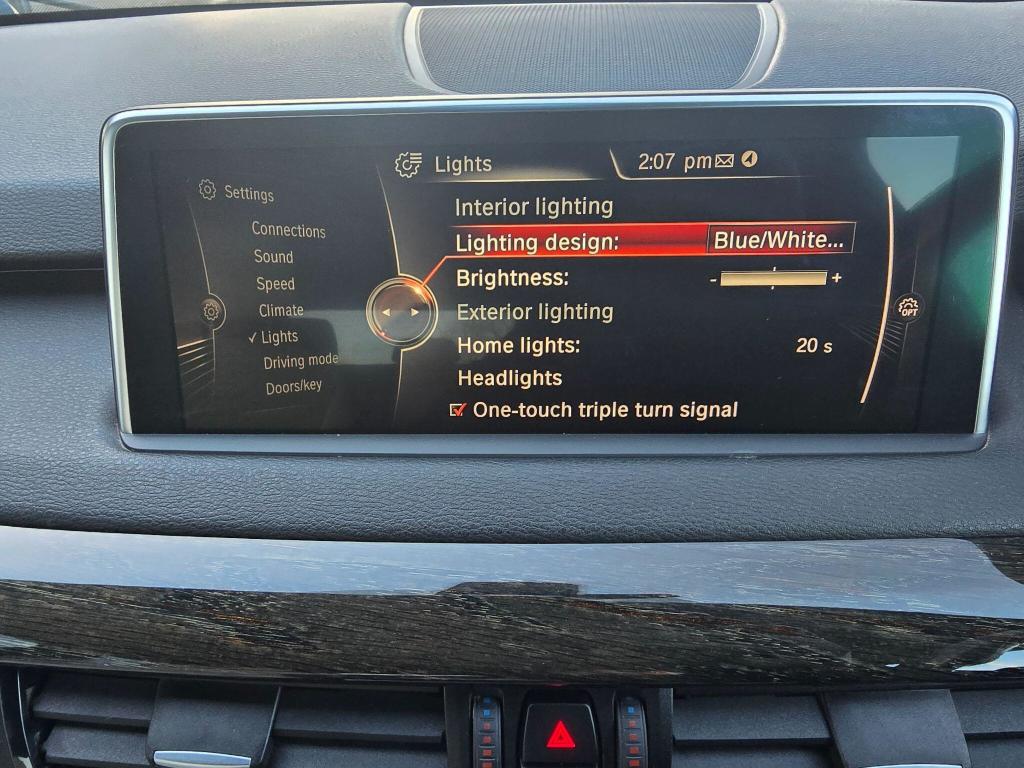 Lights
2:07 pm
Settings
Connections
Sound
Speed
Climate
Lights
Driving mode
Doors/key
Interior lighting
Lighting design: Blue/White...
Brightness: - +
Exterior lighting
Home lights: 20 s
Headlights
One-touch triple turn signal
OPT